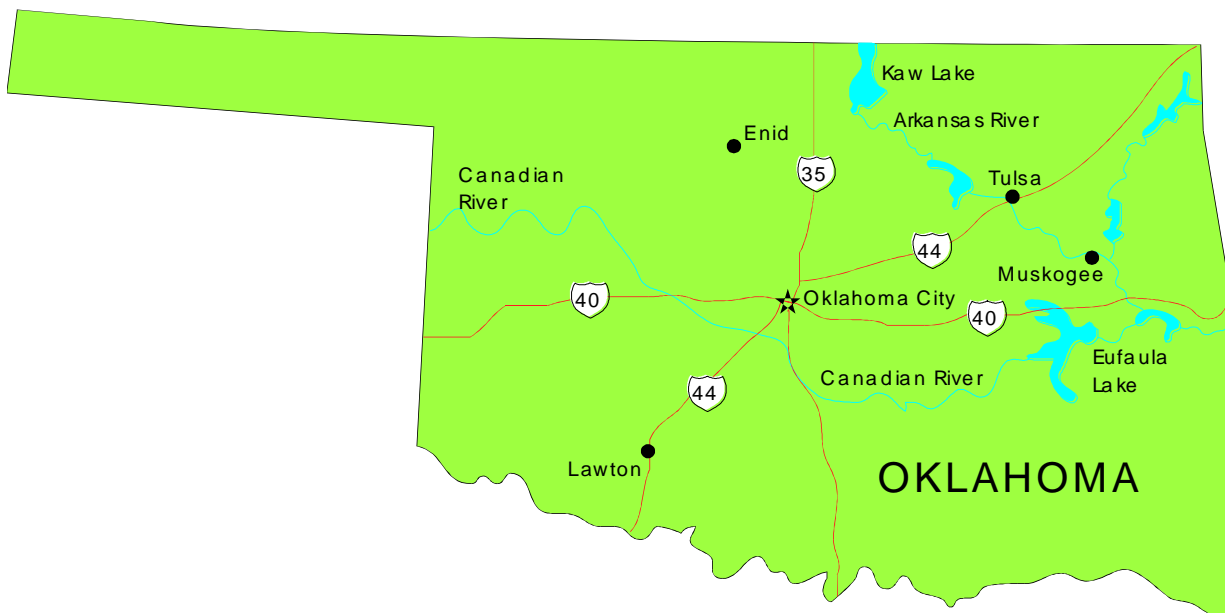 Kaw Lake
Arkansas River
Enid
Canadian
River
35
Tulsa
44
Muskogee
40
Oklahoma City
40
Eufaula
Lake
Canadian River
44
Lawton
OKLAHOMA